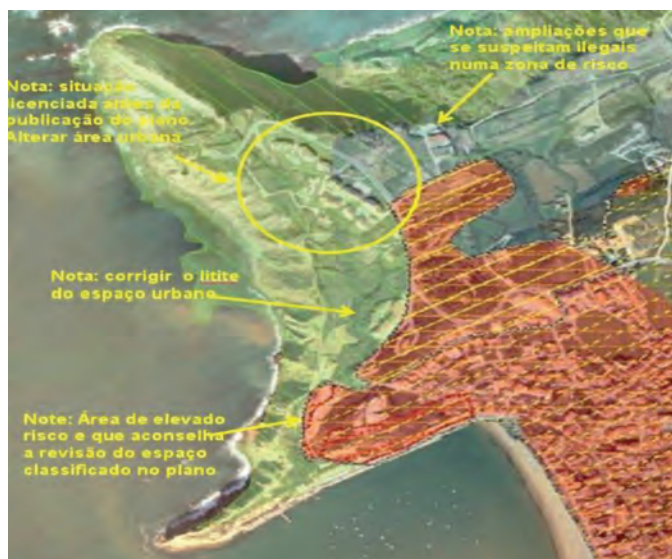 Nota: ampliações que
se suspeitam ilegais
numa zona de risco
Nota: situação
licenciada antes da
publicação do plano.
Alterar área urbana
Nota: corrigir o litite
do espaço urbano
Note: Área de elevado
risco e que aconselha
a revisão do espaço
classificado no plano